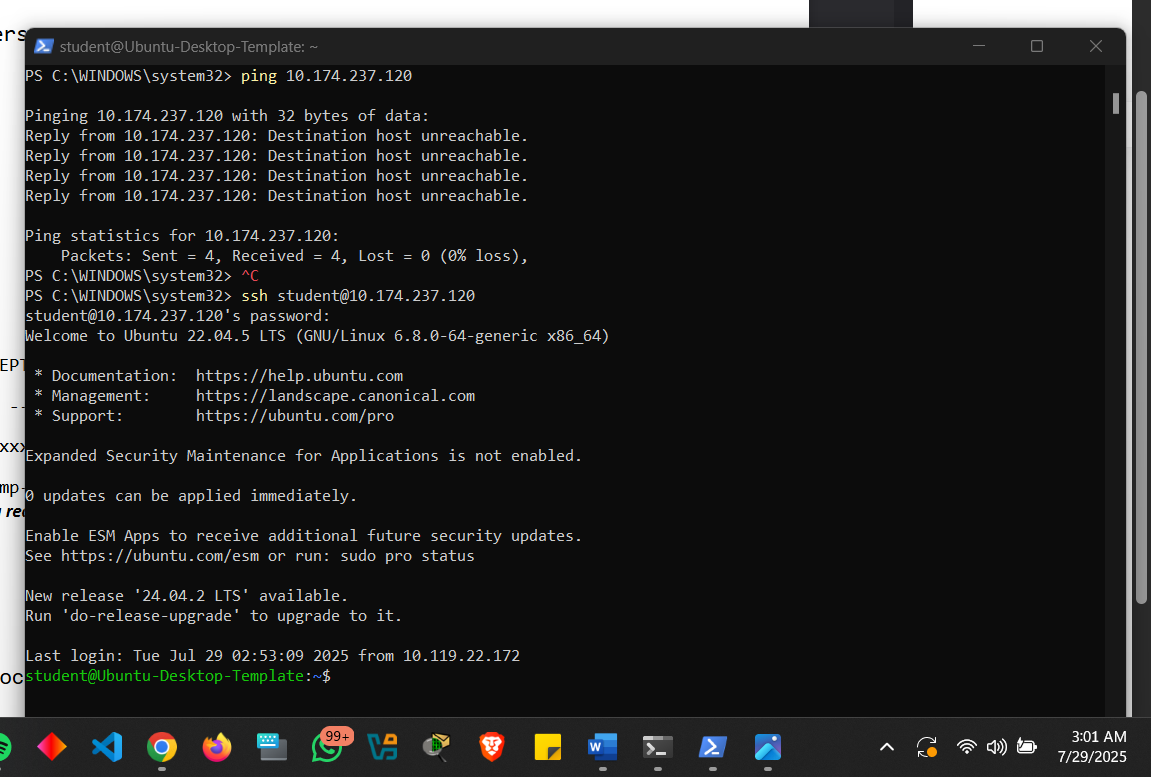 ers
student@Ubuntu-Desktop-Template: ~
PS C:\WINDOWS\system32> ping 10.174.237.120
Pinging 10.174.237.120 with 32 bytes of data:
Reply from 10.174.237.120: Destination host unreachable.
Reply from 10.174.237.120: Destination host unreachable.
Reply from 10.174.237.120: Destination host unreachable.
Reply from 10.174.237.120: Destination host unreachable.
Ping statistics for 10.174.237.120:
    Packets: Sent = 4, Received = 4, Lost = 0 (0% loss),
PS C:\WINDOWS\system32> ^C
PS C:\WINDOWS\system32> ssh student@10.174.237.120
student@10.174.237.120's password:
Welcome to Ubuntu 22.04.5 LTS (GNU/Linux 6.8.0-64-generic x86_64)
EPT
 * Documentation:  https://help.ubuntu.com
 * Management:     https://landscape.canonical.com
--
 * Support:        https://ubuntu.com/pro
xxx
Expanded Security Maintenance for Applications is not enabled.
mp-
0 updates can be applied immediately.
rec
Enable ESM Apps to receive additional future security updates.
See https://ubuntu.com/esm or run: sudo pro status
New release '24.04.2 LTS' available.
Run 'do-release-upgrade' to upgrade to it.
Last login: Tue Jul 29 02:53:09 2025 from 10.119.22.172
oc
student@Ubuntu-Desktop-Template:~$
99+
W
3:01 AM
7/29/2025